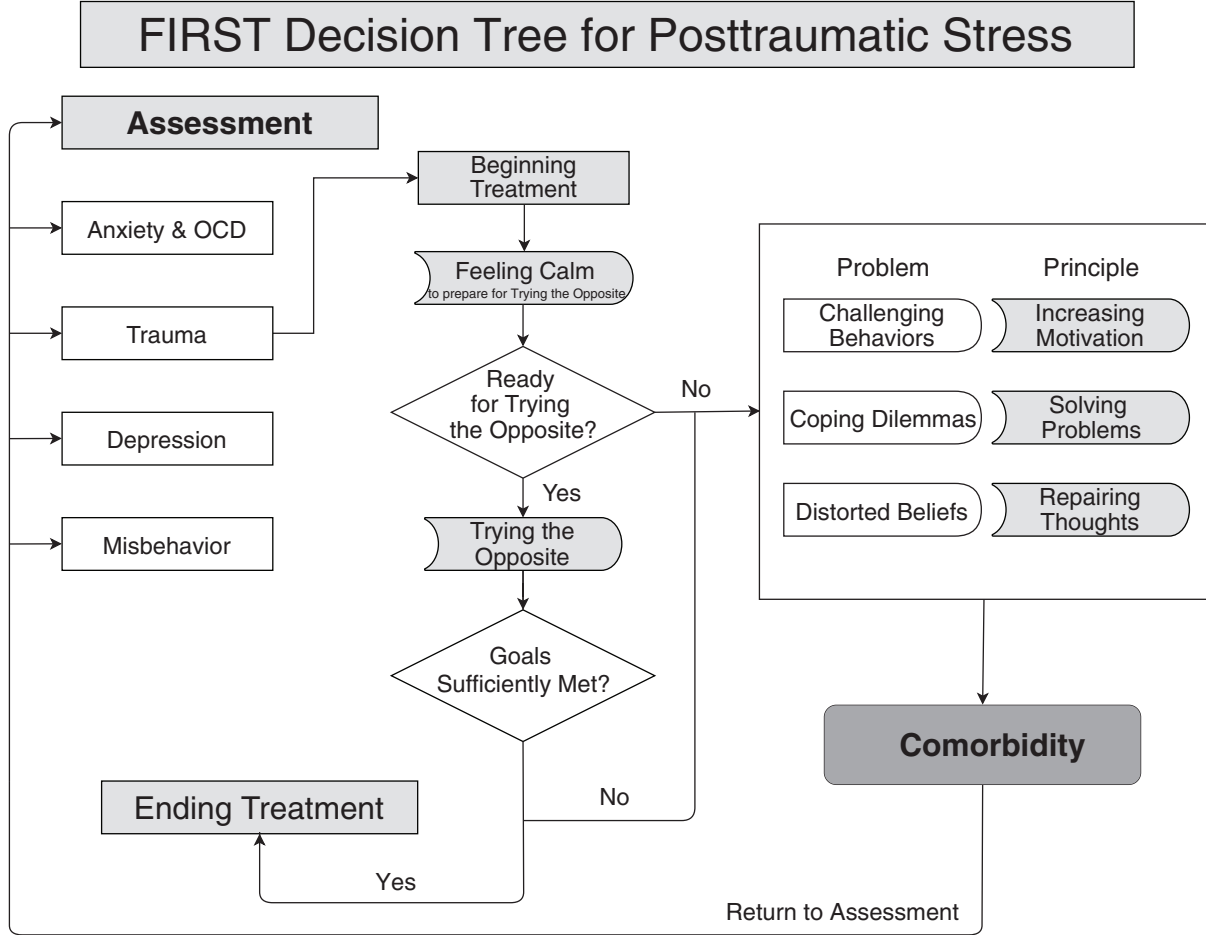 FIRST Decision Tree for Posttraumatic Stress
Assessment
Anxiety & OCD
Trauma
Depression
Misbehavior
Beginning
Treatment
Feeling Calm
to prepare for Trying the Opposite
Ready
for Trying
the Opposite?
No
Yes
Trying the
Opposite
Goals
Sufficiently Met?
No
Yes
Ending Treatment
Problem
Principle
Challenging
Behaviors
Increasing
Motivation
Coping Dilemmas
Solving
Problems
Distorted Beliefs
Repairing
Thoughts
Comorbidity
Return to Assessment